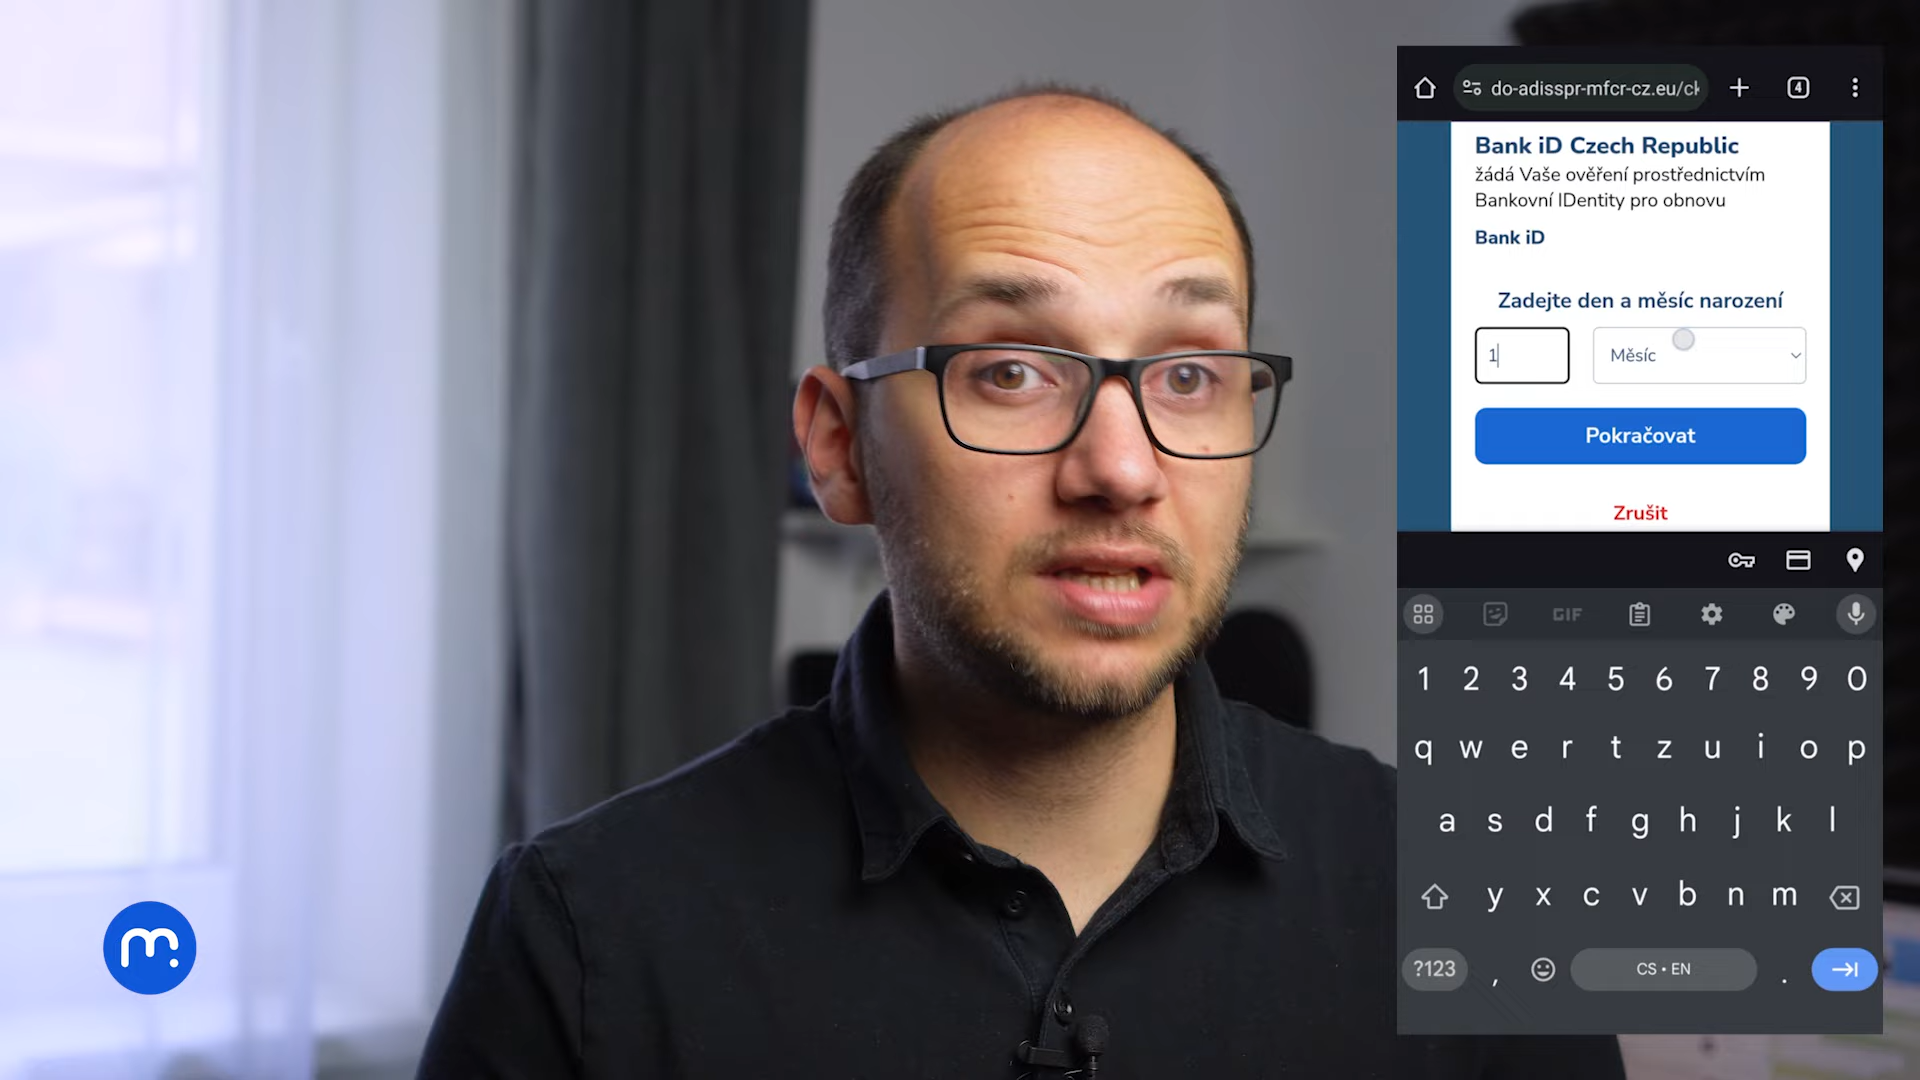 do-adisspr-mfcr-cz.eu/ck
4
Bank iD Czech Republic
žádá Vaše ověření prostřednictvím
Bankovní IDentity pro obnovu
Bank iD
Zadejte den a měsíc narození
1
Měsíc
Pokračovat
Zrušit
GIF
1 2 3 4 5 6 7 8 9 0
q w e r t z u i o p
a s d f g h j k l
y x c v b n m
?123 , CS • EN .
m.